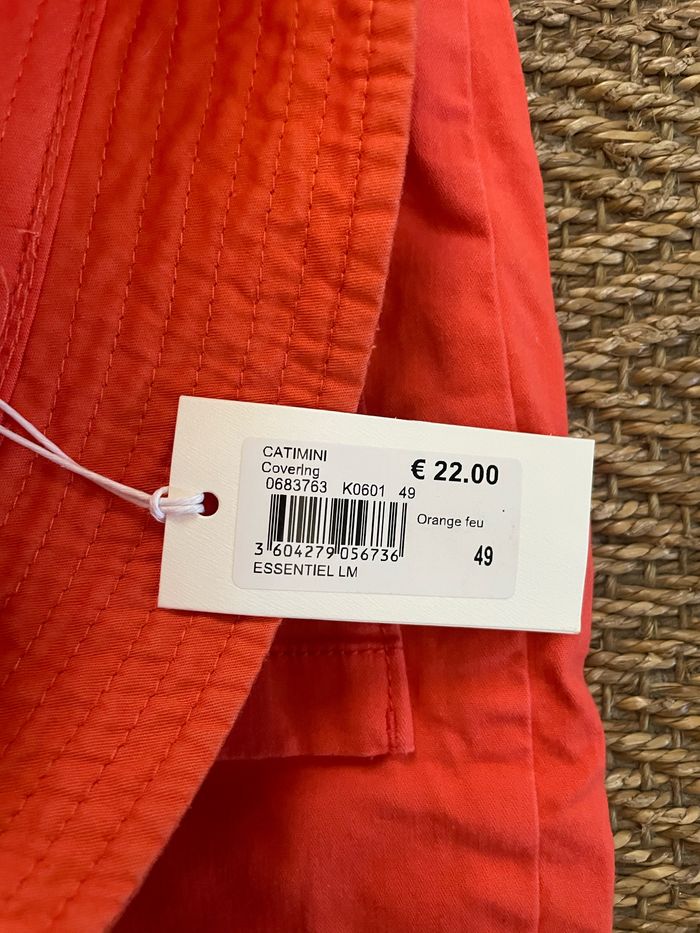 CATIMINI
Covering
€ 22.00
0683763 K0601 49
Orange feu
3 604279 056736
49
ESSENTIEL LM